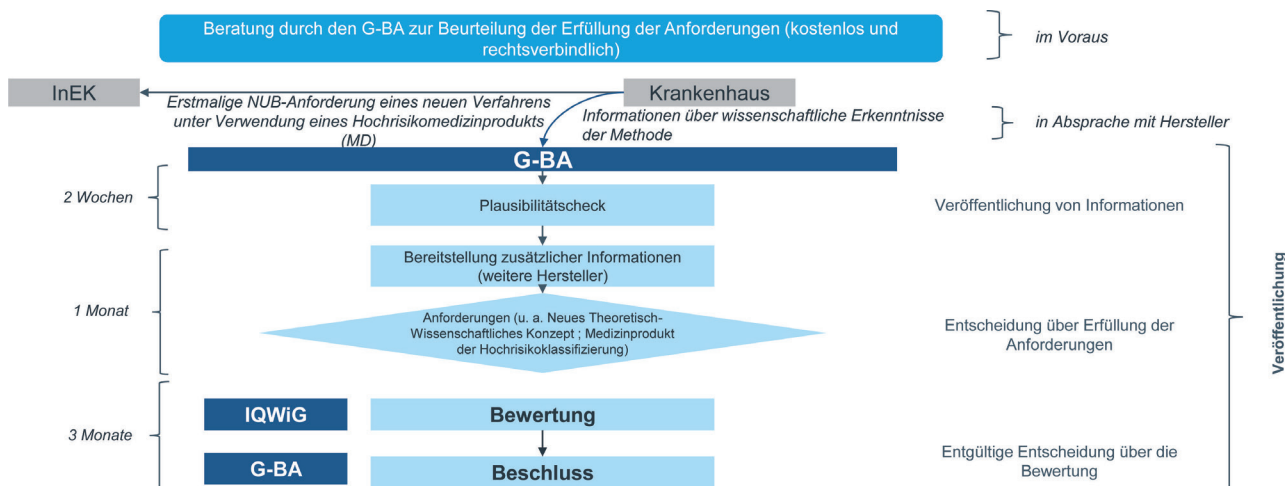 Beratung durch den G-BA zur Beurteilung der Erfüllung der Anforderungen (kostenlos und
rechtsverbindlich)
im Voraus
InEK
Krankenhaus
Erstmalige NUB-Anforderung eines neuen Verfahrens
unter Verwendung eines Hochrisikomedizinprodukts
(MD)
Informationen über wissenschaftliche Erkenntnisse
der Methode
in Absprache mit Hersteller
G-BA
2 Wochen
Plausibilitätscheck
Veröffentlichung von Informationen
Bereitstellung zusätzlicher Informationen
(weitere Hersteller)
1 Monat
Anforderungen (u. a. Neues Theoretisch-
Wissenschaftliches Konzept ; Medizinprodukt
der Hochrisikoklassifizierung)
Entscheidung über Erfüllung der
Anforderungen
Veröffentlichung
3 Monate
IQWiG
Bewertung
G-BA
Beschluss
Entgültige Entscheidung über die
Bewertung